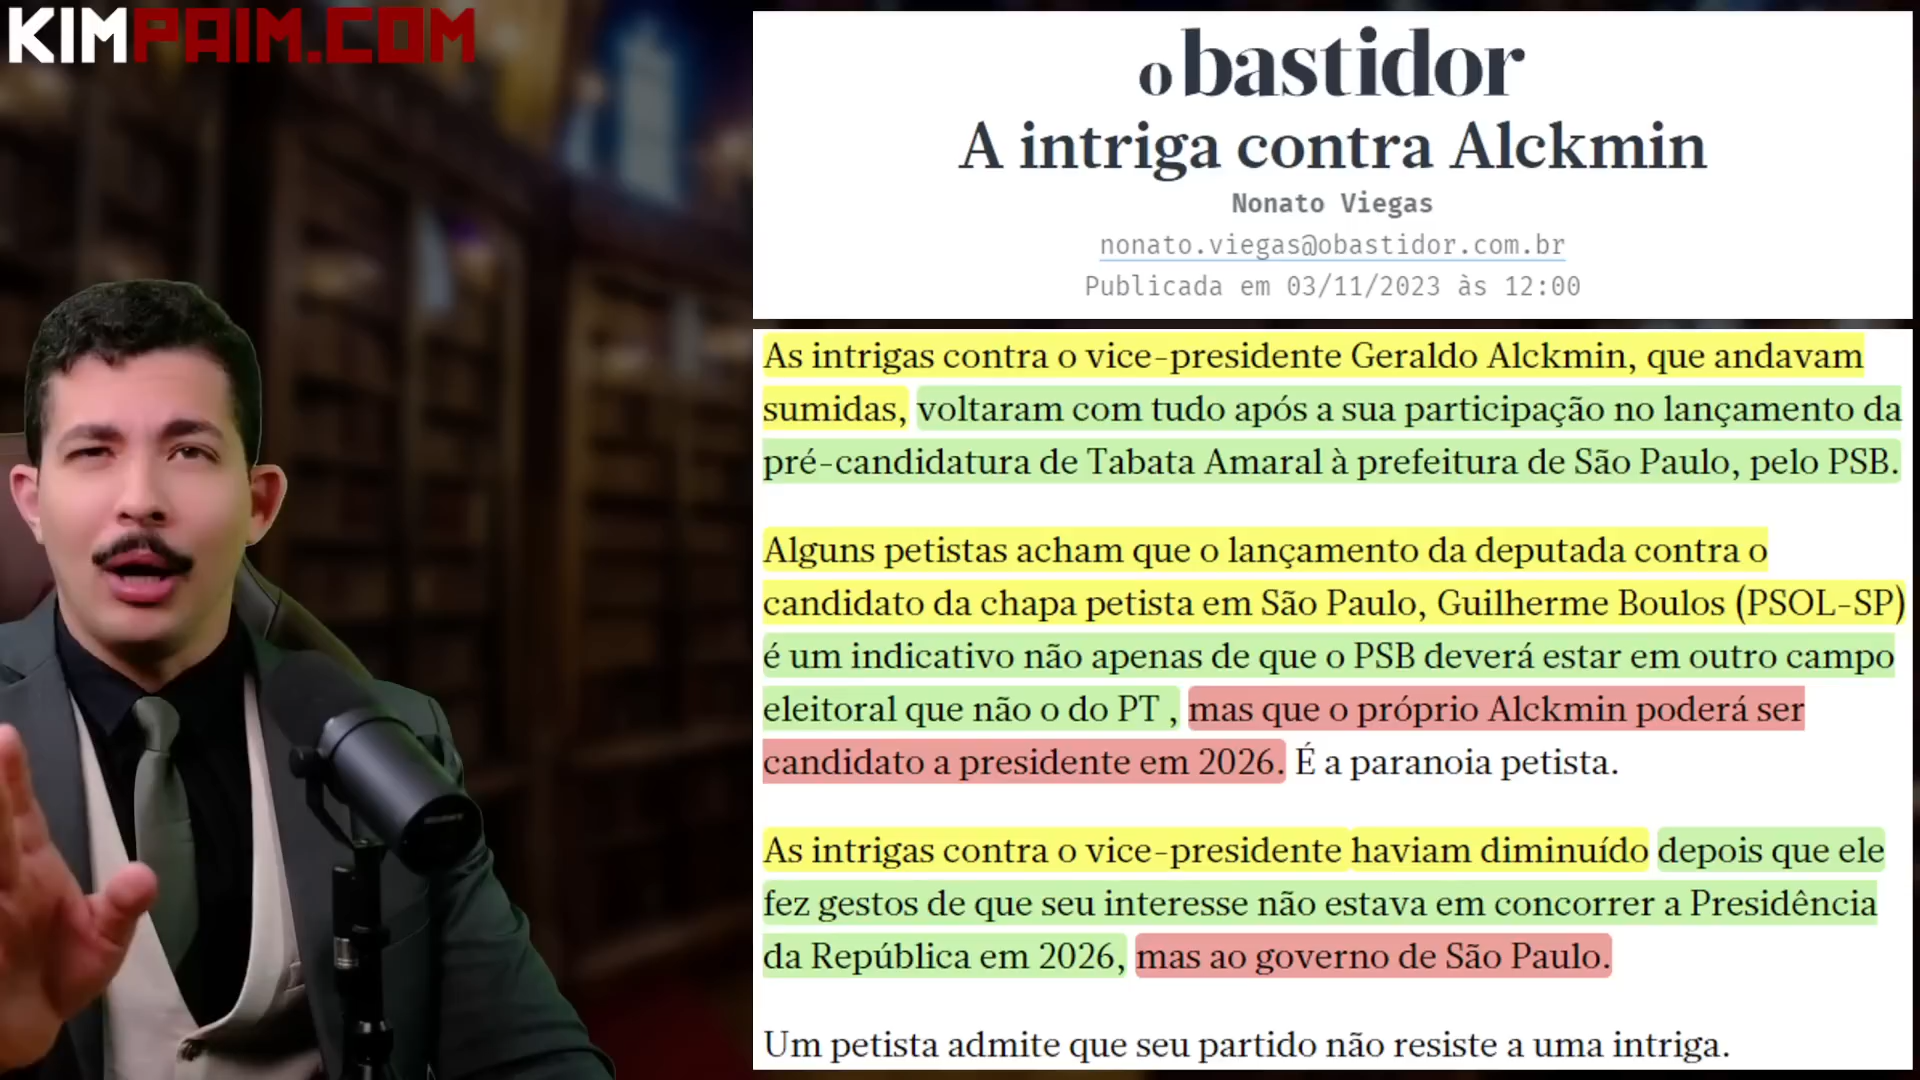 KIMPAIM.COM
o bastidor
A intriga contra Alckmin
Nonato Viegas
nonato.viegas@obastidor.com.br
Publicada em 03/11/2023 às 12:00
As intrigas contra o vice-presidente Geraldo Alckmin, que andavam
sumidas, voltaram com tudo após a sua participação no lançamento da
pré-candidatura de Tabata Amaral à prefeitura de São Paulo, pelo PSB.
Alguns petistas acham que o lançamento da deputada contra o
candidato da chapa petista em São Paulo, Guilherme Boulos (PSOL-SP)
é um indicativo não apenas de que o PSB deverá estar em outro campo
eleitoral que não o do PT , mas que o próprio Alckmin poderá ser
candidato a presidente em 2026. É a paranoia petista.
As intrigas contra o vice-presidente haviam diminuído depois que ele
fez gestos de que seu interesse não estava em concorrer a Presidência
da República em 2026, mas ao governo de São Paulo.
Um petista admite que seu partido não resiste a uma intriga.